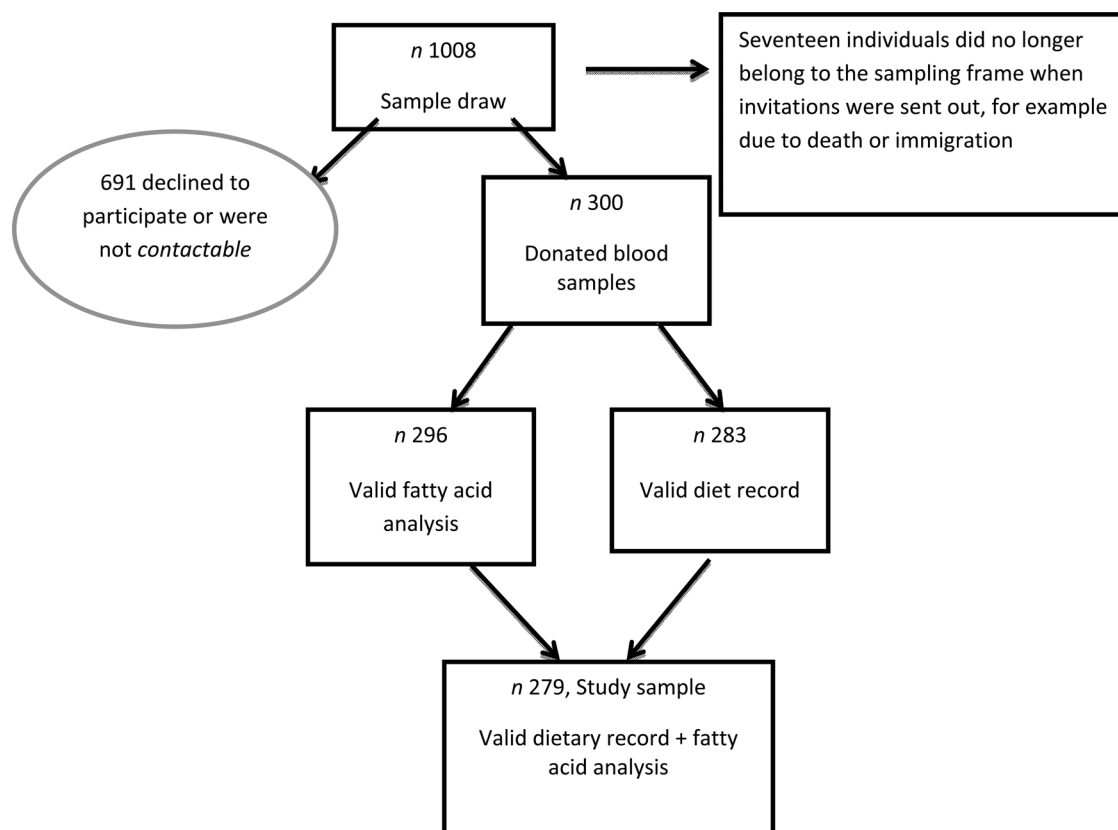 n 1008
Sample draw
Seventeen individuals did no longer
belong to the sampling frame when
invitations were sent out, for example
due to death or immigration
691 declined to
participate or were
not contactable
n 300
Donated blood
samples
n 296
Valid fatty acid
analysis
n 283
Valid diet record
n 279, Study sample
Valid dietary record + fatty
acid analysis